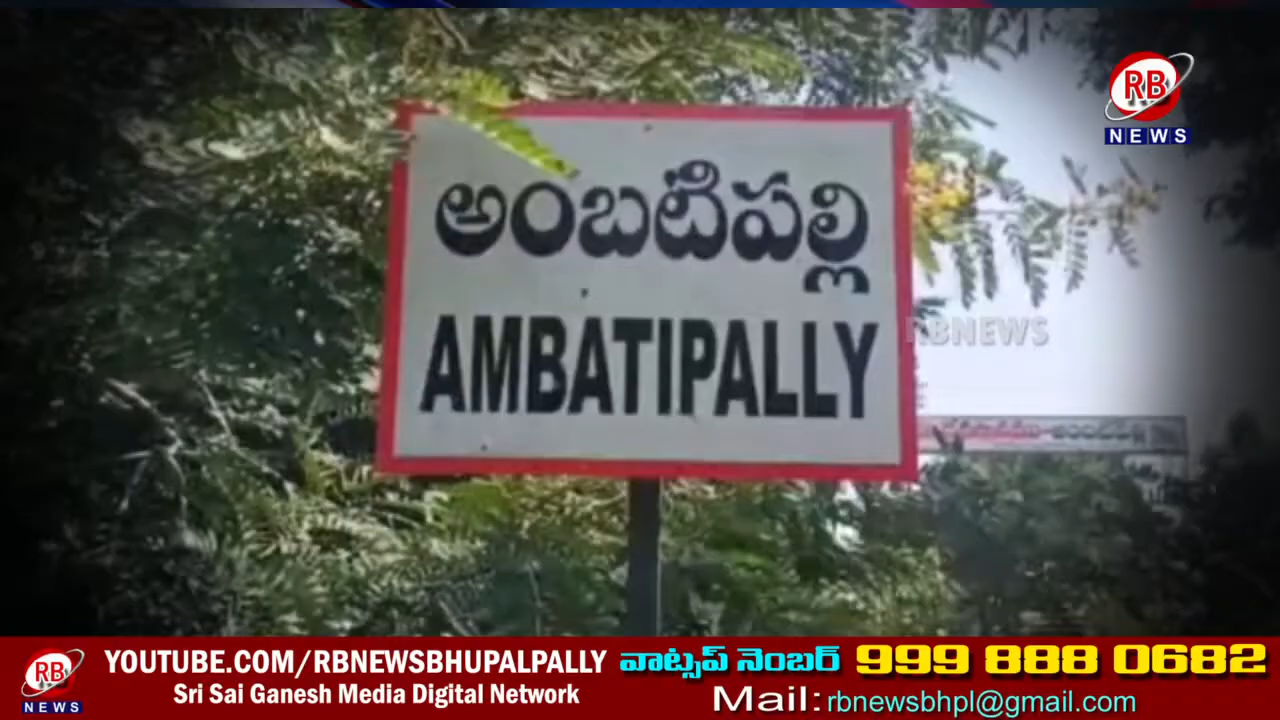 RB
NEWS
అంబటిపల్లి
AMBATIPALLY
RBNEWS
RB
NEWS
YOUTUBE.COM/RBNEWSBHUPALPALLY
వాట్సప్ నెంబర్ 999 888 0682
Sri Sai Ganesh Media Digital Network
Mail: rbnewsbhpl@gmail.com